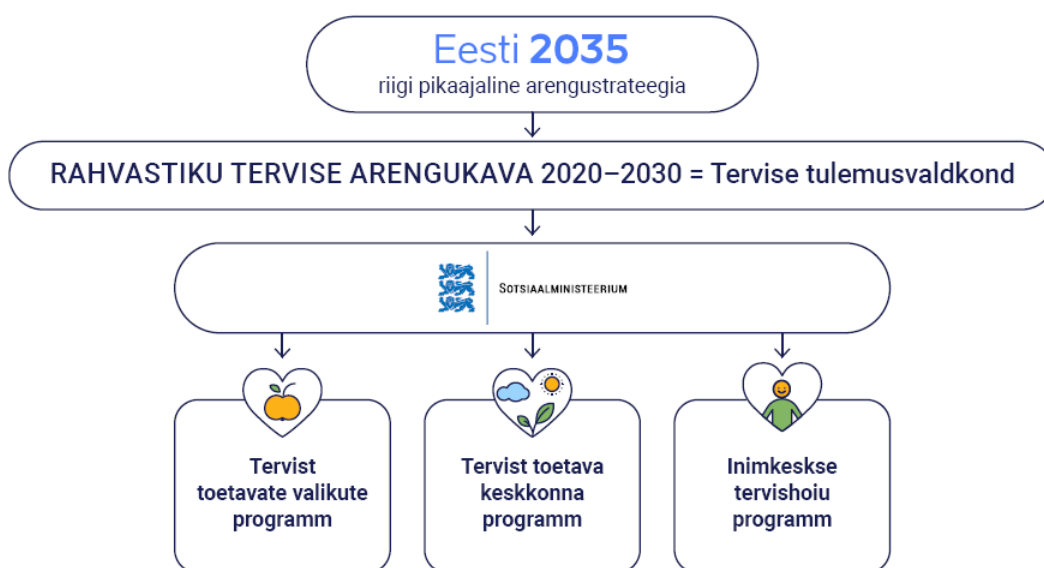 Eesti 2035
riigi pikaajaline arengustrateegia
RAHVASTIKU TERVISE ARENGUKAVA 2020–2030 = Tervise tulemusvaldkond
SOTSIAALMINISTEERIUM
Tervist
toetavate valikute
programm
Tervist toetava
keskkonna
programm
Inimkeskse
tervishoiu
programm